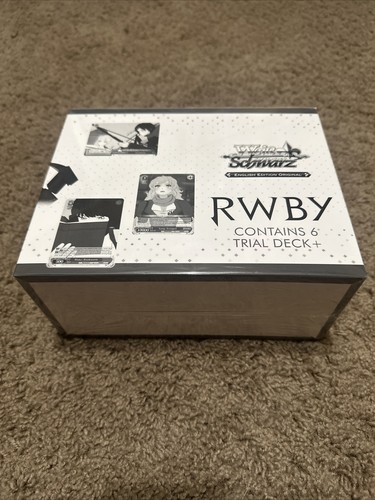 Weiß
Schwarz
ENGLISH EDITION ORIGINAL
RWBY
CONTAINS 6
TRIAL DECK+